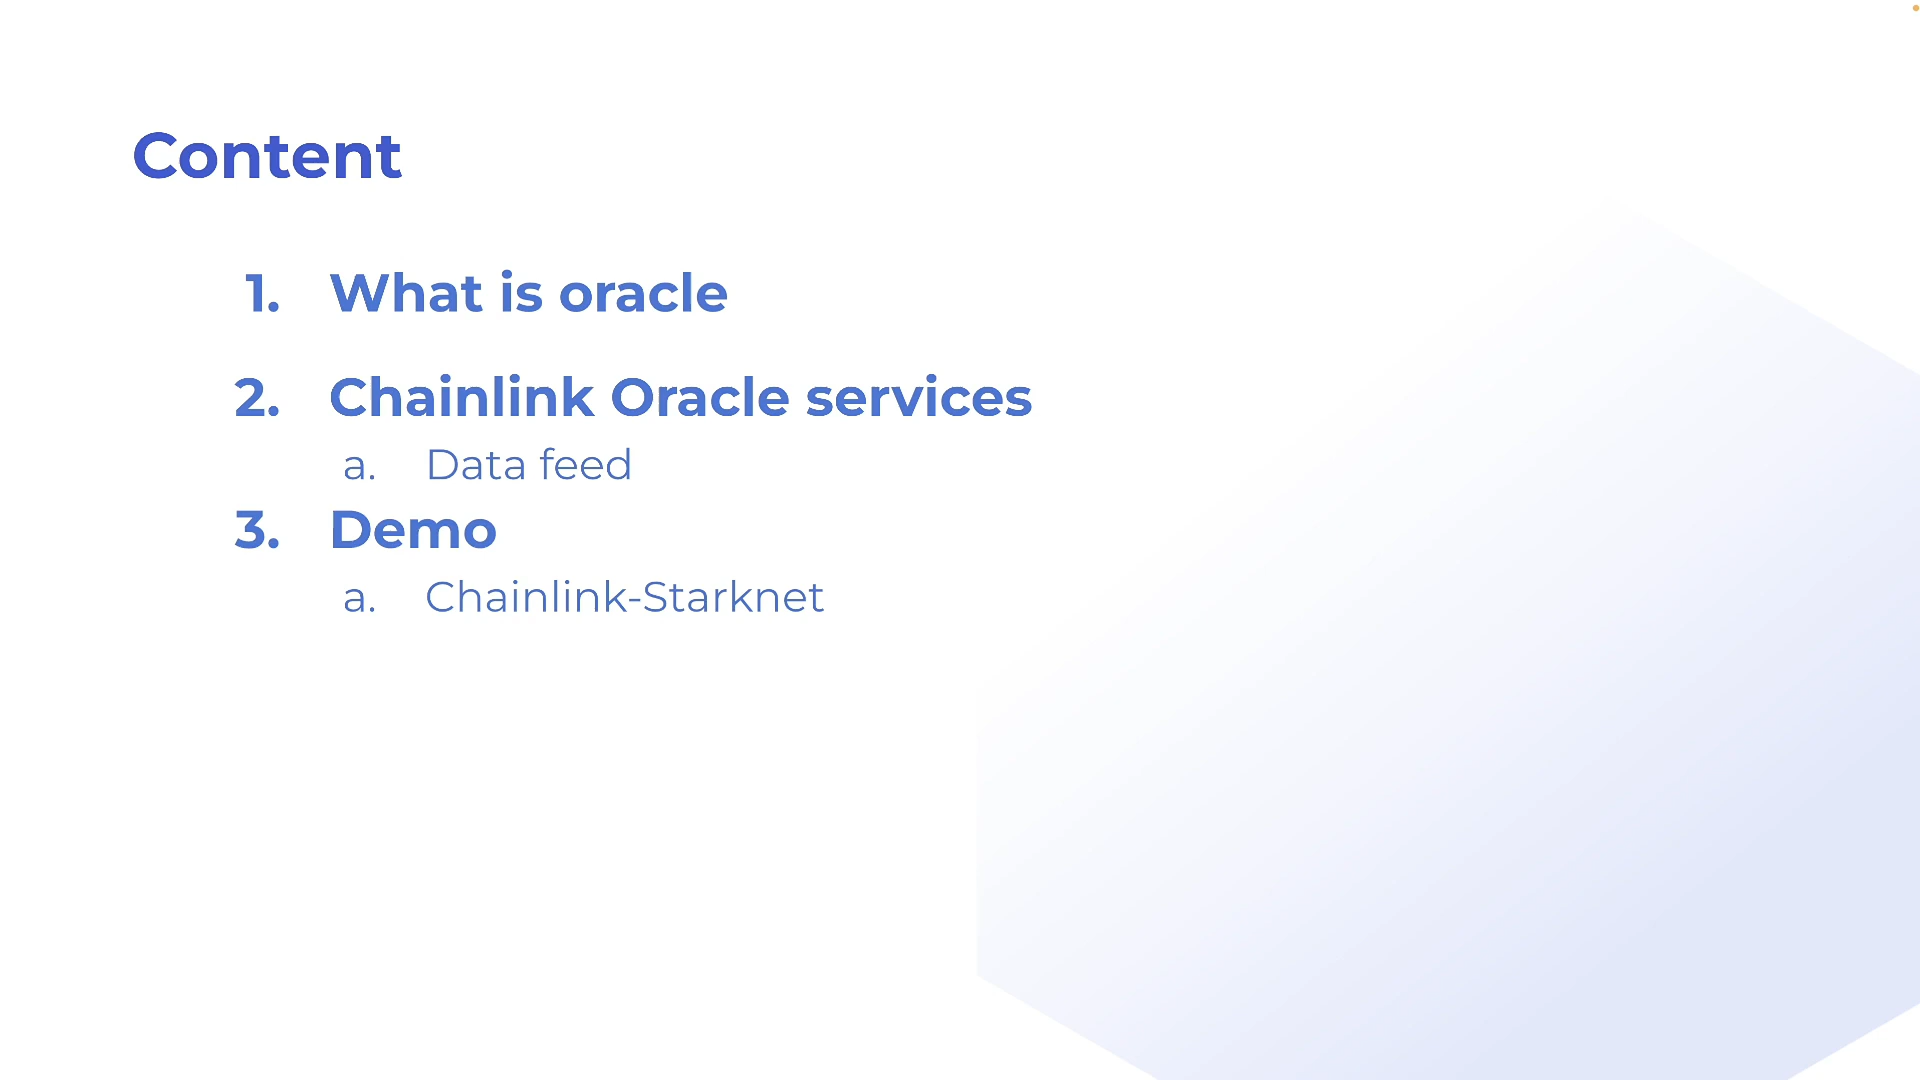 Content
1. What is oracle
2. Chainlink Oracle services
a. Data feed
3. Demo
a. Chainlink-Starknet